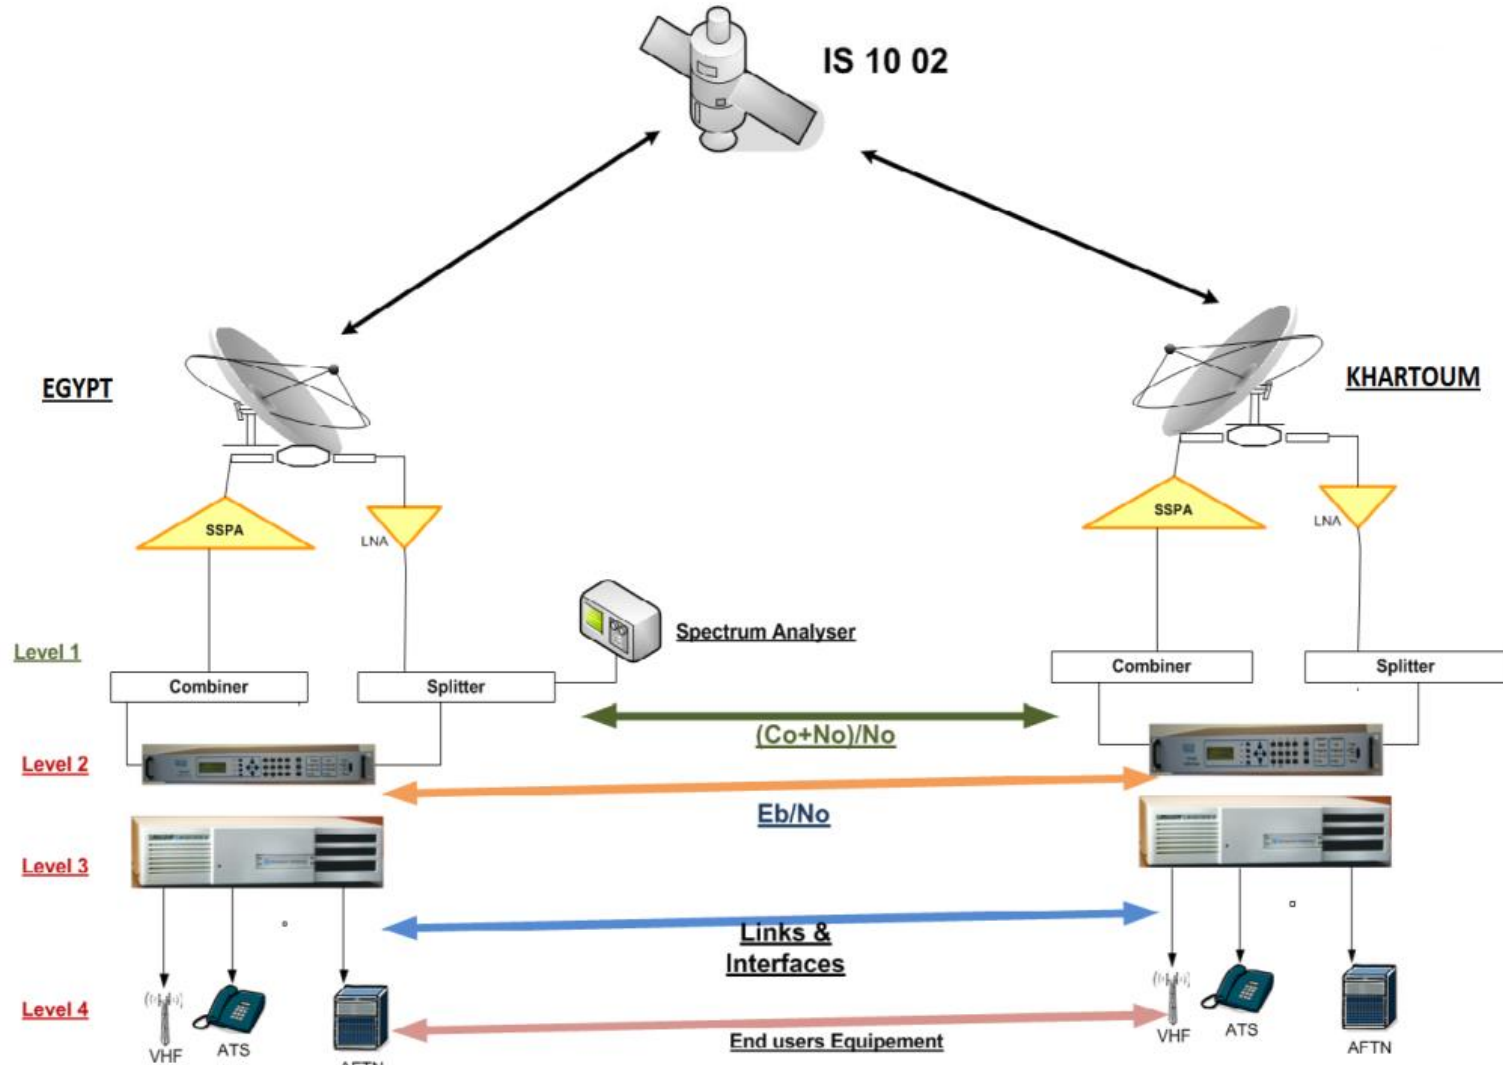 IS 10 02
EGYPT
KHARTOUM
SSPA
LNA
SSPA
LNA
Spectrum Analyser
Level 1
Combiner
Splitter
Combiner
Splitter
(Co+No)/No
Level 2
Eb/No
Level 3
Links &
Interfaces
Level 4
VHF
ATS
AFTN
End users Equipement
VHF
ATS
AFTN